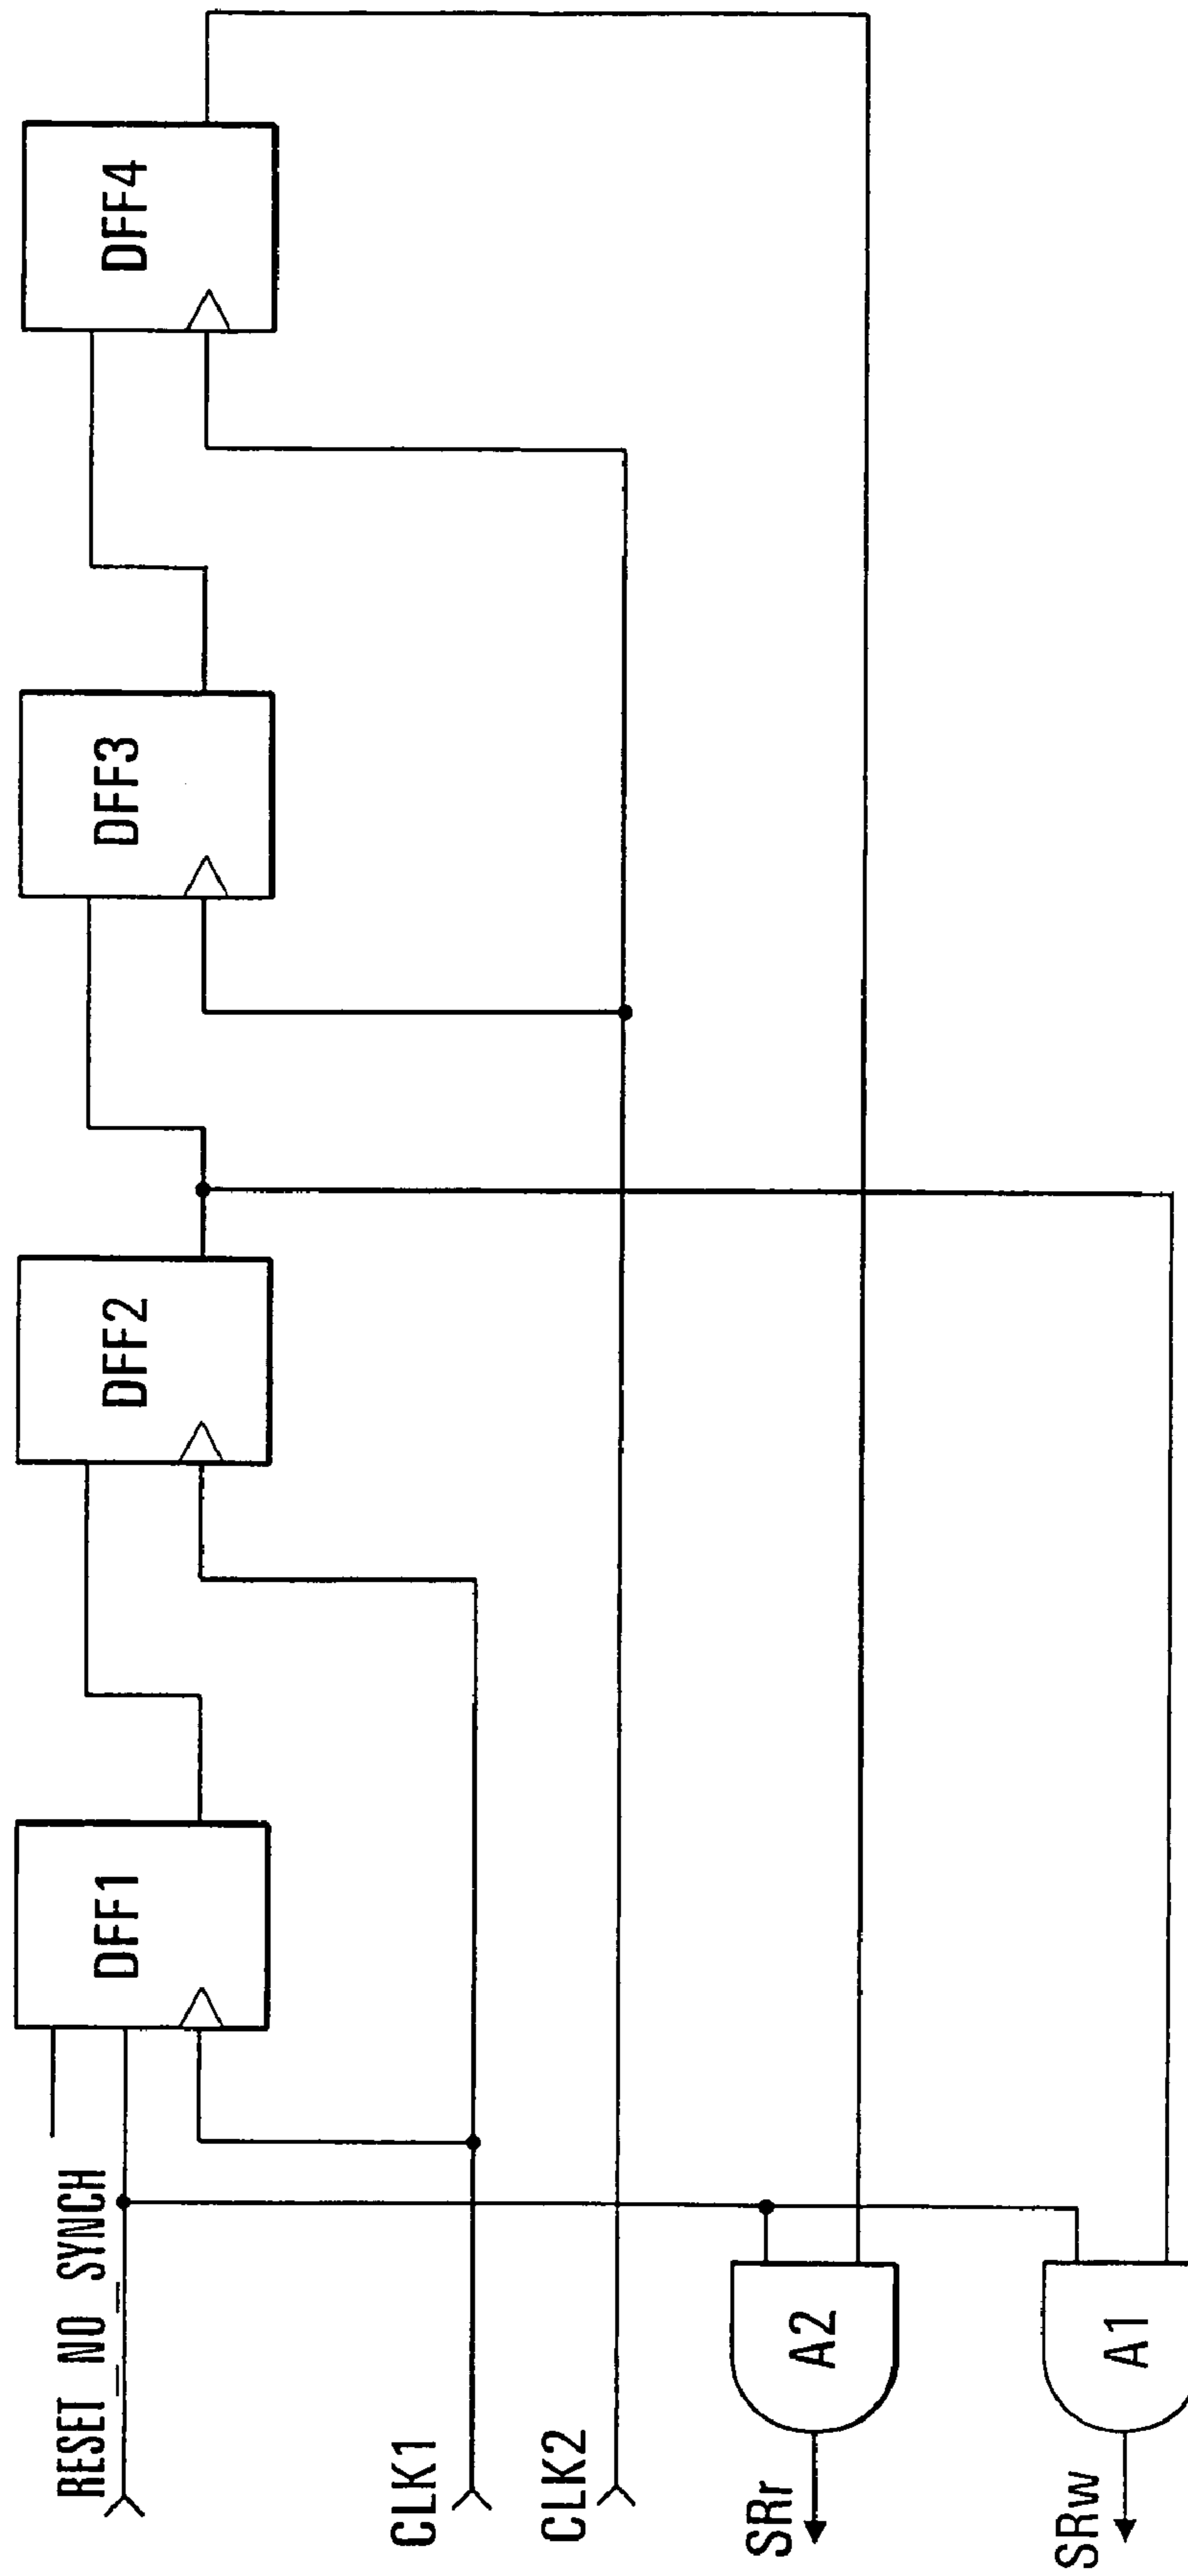 DFF1
DFF2
DFF3
DFF4
RESET_NO_SYNCH
CLK1
CLK2
SRr
A2
SRw
A1